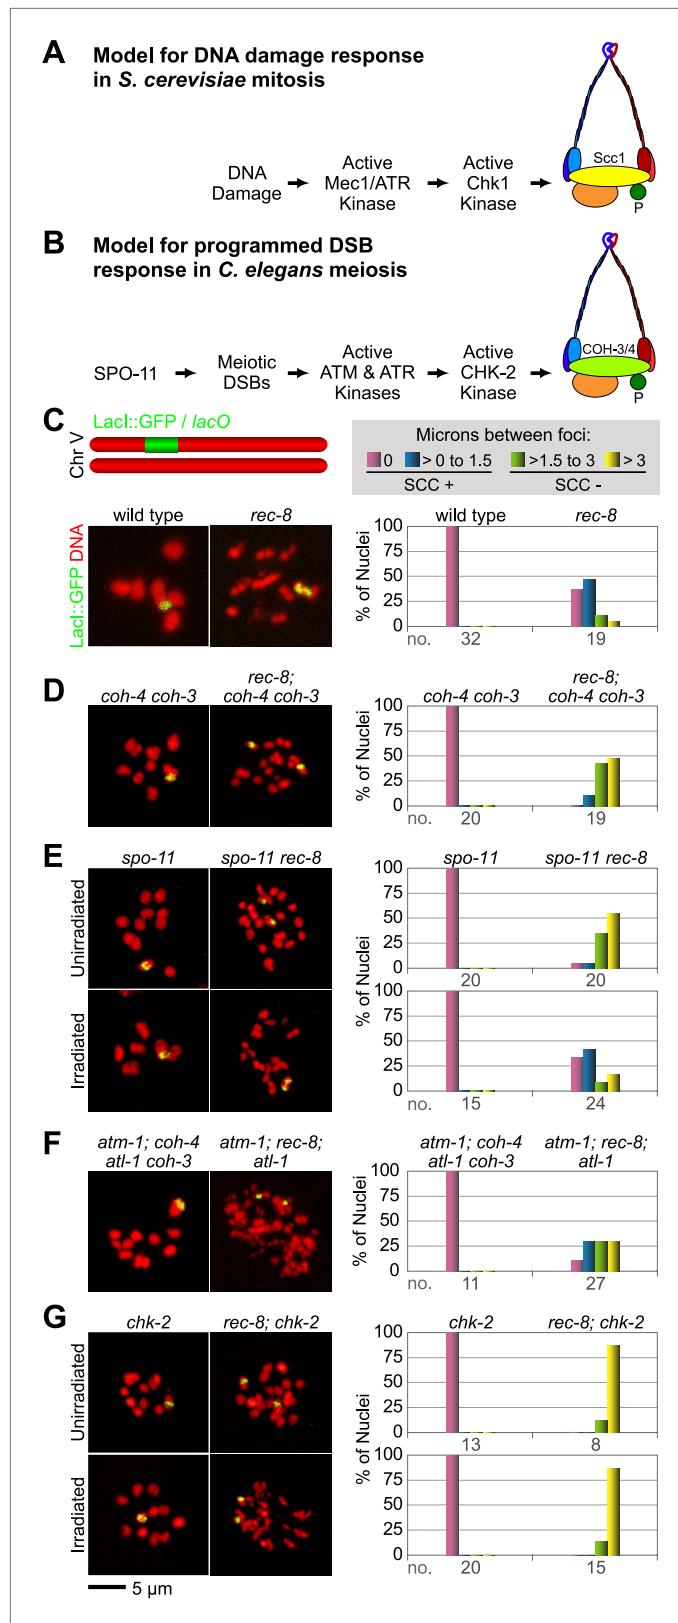 A Model for DNA damage response
in S. cerevisiae mitosis
DNA Damage
Active Mec1/ATR Kinase
Active Chk1 Kinase
Scc1
P
B Model for programmed DSB
response in C. elegans meiosis
SPO-11
Meiotic DSBs
Active ATM & ATR Kinases
Active CHK-2 Kinase
COH-3/4
P
C
LacI::GFP / lacO
Chr V
Microns between foci:
0 > 0 to 1.5 >1.5 to 3 > 3
SCC + SCC -
LacI::GFP DNA
wild type rec-8
wild type rec-8
% of Nuclei
100
75
50
25
0
no. 32 19
D
coh-4 coh-3
rec-8;
coh-4 coh-3
coh-4 coh-3
rec-8;
coh-4 coh-3
% of Nuclei
100
75
50
25
0
no. 20 19
E
spo-11 spo-11 rec-8
spo-11 spo-11 rec-8
Unirradiated
Irradiated
% of Nuclei
100
75
50
25
0
20 20
100
75
50
25
0
no. 15 24
F
atm-1; coh-4
atl-1 coh-3
atm-1; rec-8;
atl-1
atm-1; coh-4
atl-1 coh-3
atm-1; rec-8;
atl-1
% of Nuclei
100
75
50
25
0
no. 11 27
G
chk-2 rec-8; chk-2
chk-2 rec-8; chk-2
Unirradiated
Irradiated
% of Nuclei
100
75
50
25
0
13 8
100
75
50
25
0
no. 20 15
5 µm